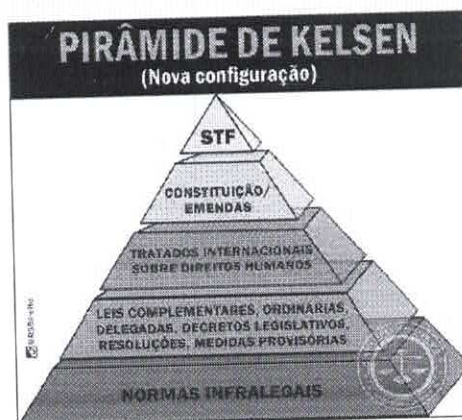 PIRÂMIDE DE KELSEN
(Nova configuração)
STF
CONSTITUIÇÃO/
EMENDAS
TRATADOS INTERNACIONAIS
SOBRE DIREITOS HUMANOS
LEIS COMPLEMENTARES, ORDINÁRIAS,
DELEGADAS, DECRETOS LEGISLATIVOS,
RESOLUÇÕES, MEDIDAS PROVISÓRIAS
NORMAS INFRALEGAIS